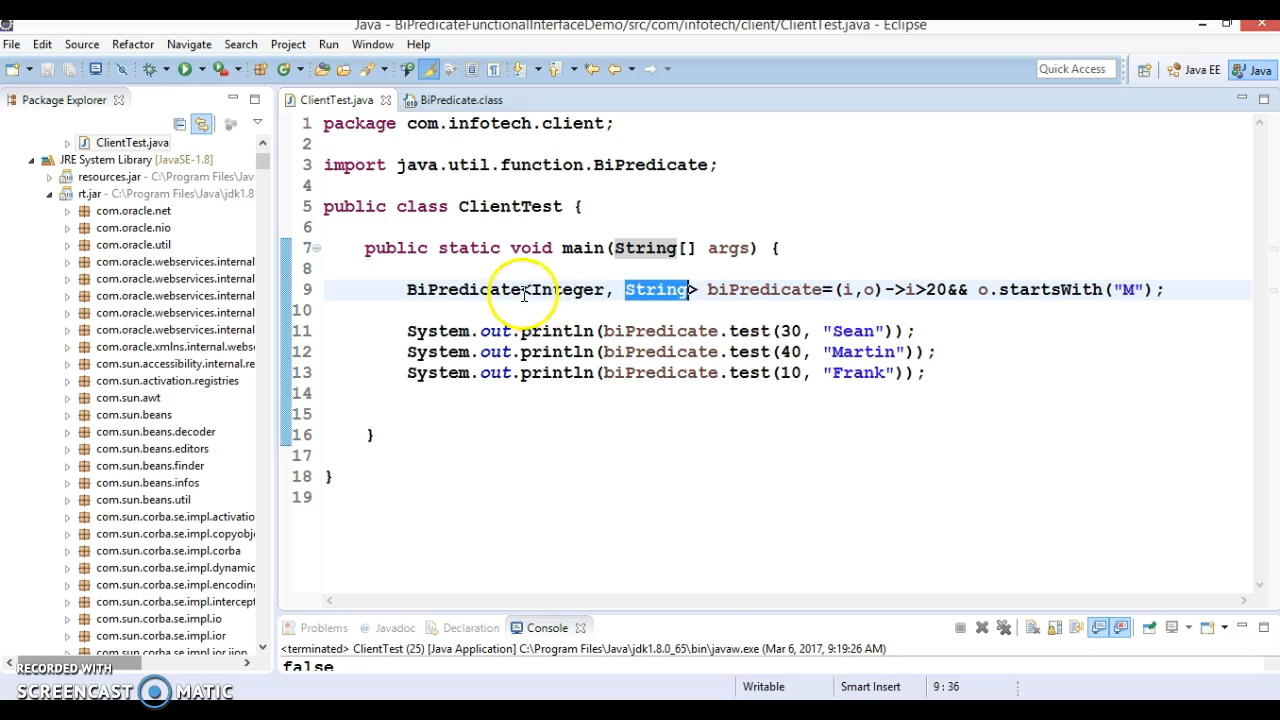 Java - BiPredicateFunctionalInterfaceDemo/src/com/infotech/client/ClientTest.java - Eclipse
File Edit Source Refactor Navigate Search Project Run Window Help
Quick Access Java EE Java
Package Explorer
ClientTest.java
JRE System Library [JavaSE-1.8]
resources.jar - C:\Program Files\Jav
rt.jar - C:\Program Files\Java\jdk1.8
com.oracle.net
com.oracle.nio
com.oracle.util
com.oracle.webservices.internal
com.oracle.webservices.internal
com.oracle.webservices.internal
com.oracle.webservices.internal
com.oracle.webservices.internal
com.oracle.xmlns.internal.webse
com.sun.accessibility.internal.re
com.sun.activation.registries
com.sun.awt
com.sun.beans
com.sun.beans.decoder
com.sun.beans.editors
com.sun.beans.finder
com.sun.beans.infos
com.sun.beans.util
com.sun.corba.se.impl.activatio
com.sun.corba.se.impl.copyobje
com.sun.corba.se.impl.corba
com.sun.corba.se.impl.dynamic
com.sun.corba.se.impl.encoding
com.sun.corba.se.impl.intercept
com.sun.corba.se.impl.io
com.sun.corba.se.impl.ior
ClientTest.java BiPredicate.class
1 package com.infotech.client;
2
3 import java.util.function.BiPredicate;
4
5 public class ClientTest {
6
7 public static void main(String[] args) {
8
9 BiPredicate<Integer, String> biPredicate=(i,o)->i>20&& o.startsWith("M");
10
11 System.out.println(biPredicate.test(30, "Sean"));
12 System.out.println(biPredicate.test(40, "Martin"));
13 System.out.println(biPredicate.test(10, "Frank"));
14
15
16 }
17
18 }
19
Problems Javadoc Declaration Console
<terminated> ClientTest (25) [Java Application] C:\Program Files\Java\jdk1.8.0_65\bin\javaw.exe (Mar 6, 2017, 9:19:26 AM)
false
Writable Smart Insert 9 : 36
RECORDED WITH
SCREENCAST MATIC